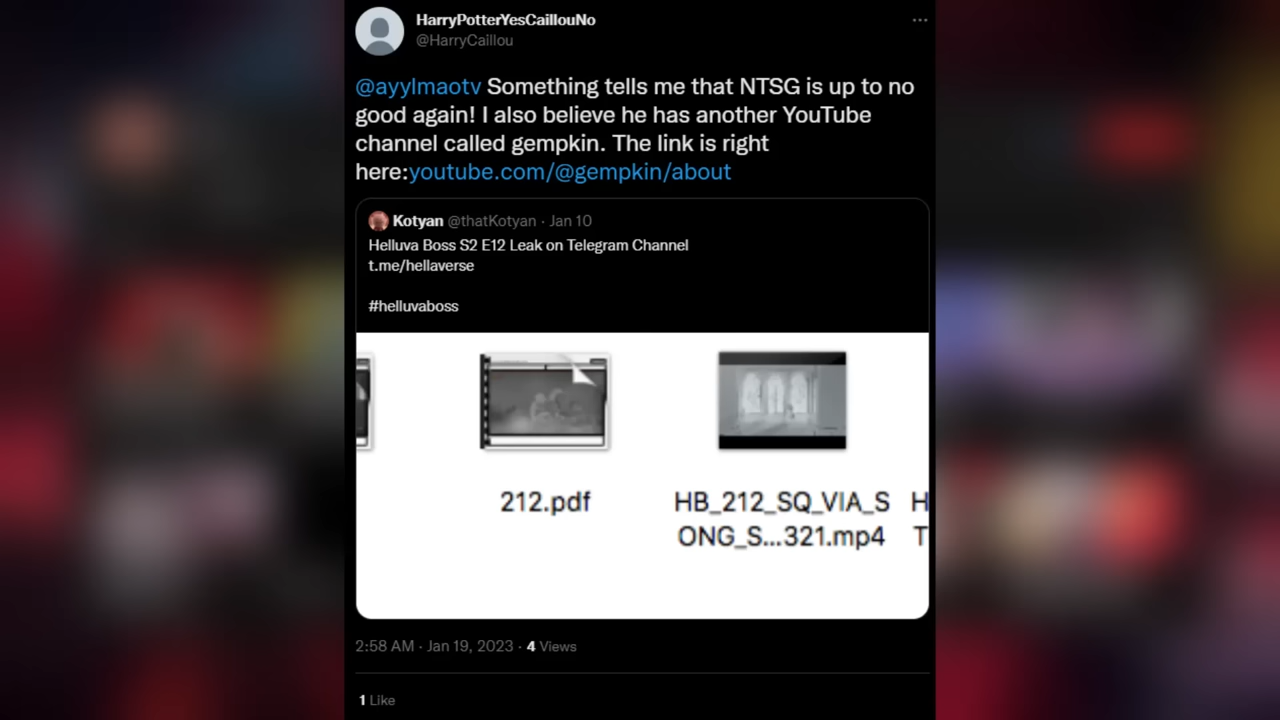 HarryPotterYesCaillouNo
@HarryCaillou
@ayylmaotv Something tells me that NTSG is up to no
good again! I also believe he has another YouTube
channel called gempkin. The link is right
here:youtube.com/@gempkin/about
Kotyan @thatKotyan · Jan 10
Helluva Boss S2 E12 Leak on Telegram Channel
t.me/hellaverse
#helluvaboss
212.pdf
HB_212_SQ_VIA_S
ONG_S...321.mp4
H
T
2:58 AM · Jan 19, 2023 · 4 Views
1 Like